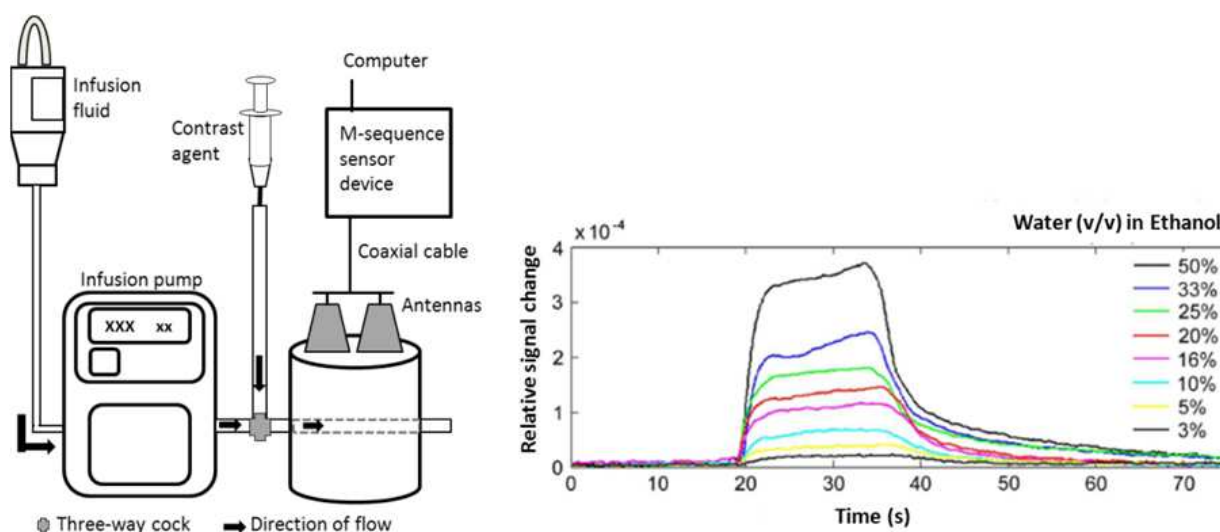 Infusion
fluid
Contrast
agent
Computer
M-sequence
sensor
device
Coaxial cable
Infusion pump
XXX xx
Antennas
Three-way cock
Direction of flow
Water (v/v) in Ethanol
x 10⁻⁴
Relative signal change
4
3
2
1
0
0 10 20 30 40 50 60 70
Time (s)
50%
33%
25%
20%
16%
10%
5%
3%